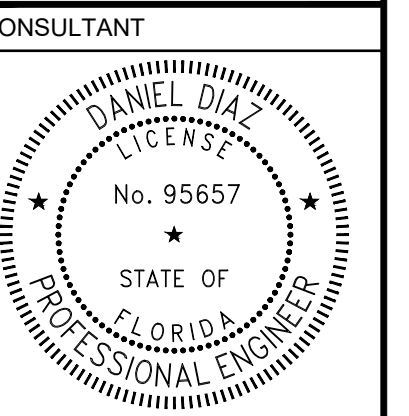 ONSULTANT
DANIEL DIAZ
LICENSE
No. 95657
STATE OF
FLORIDA
PROFESSIONAL ENGINEER